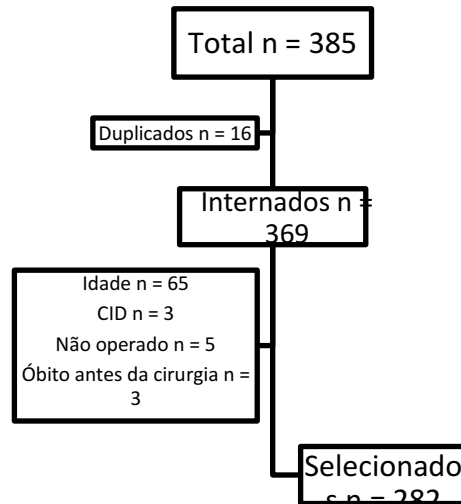 Total n = 385
Duplicados n = 16
Internados n =
369
Idade n = 65
CID n = 3
Não operado n = 5
Óbito antes da cirurgia n =
3
Selecionado
s n = 282